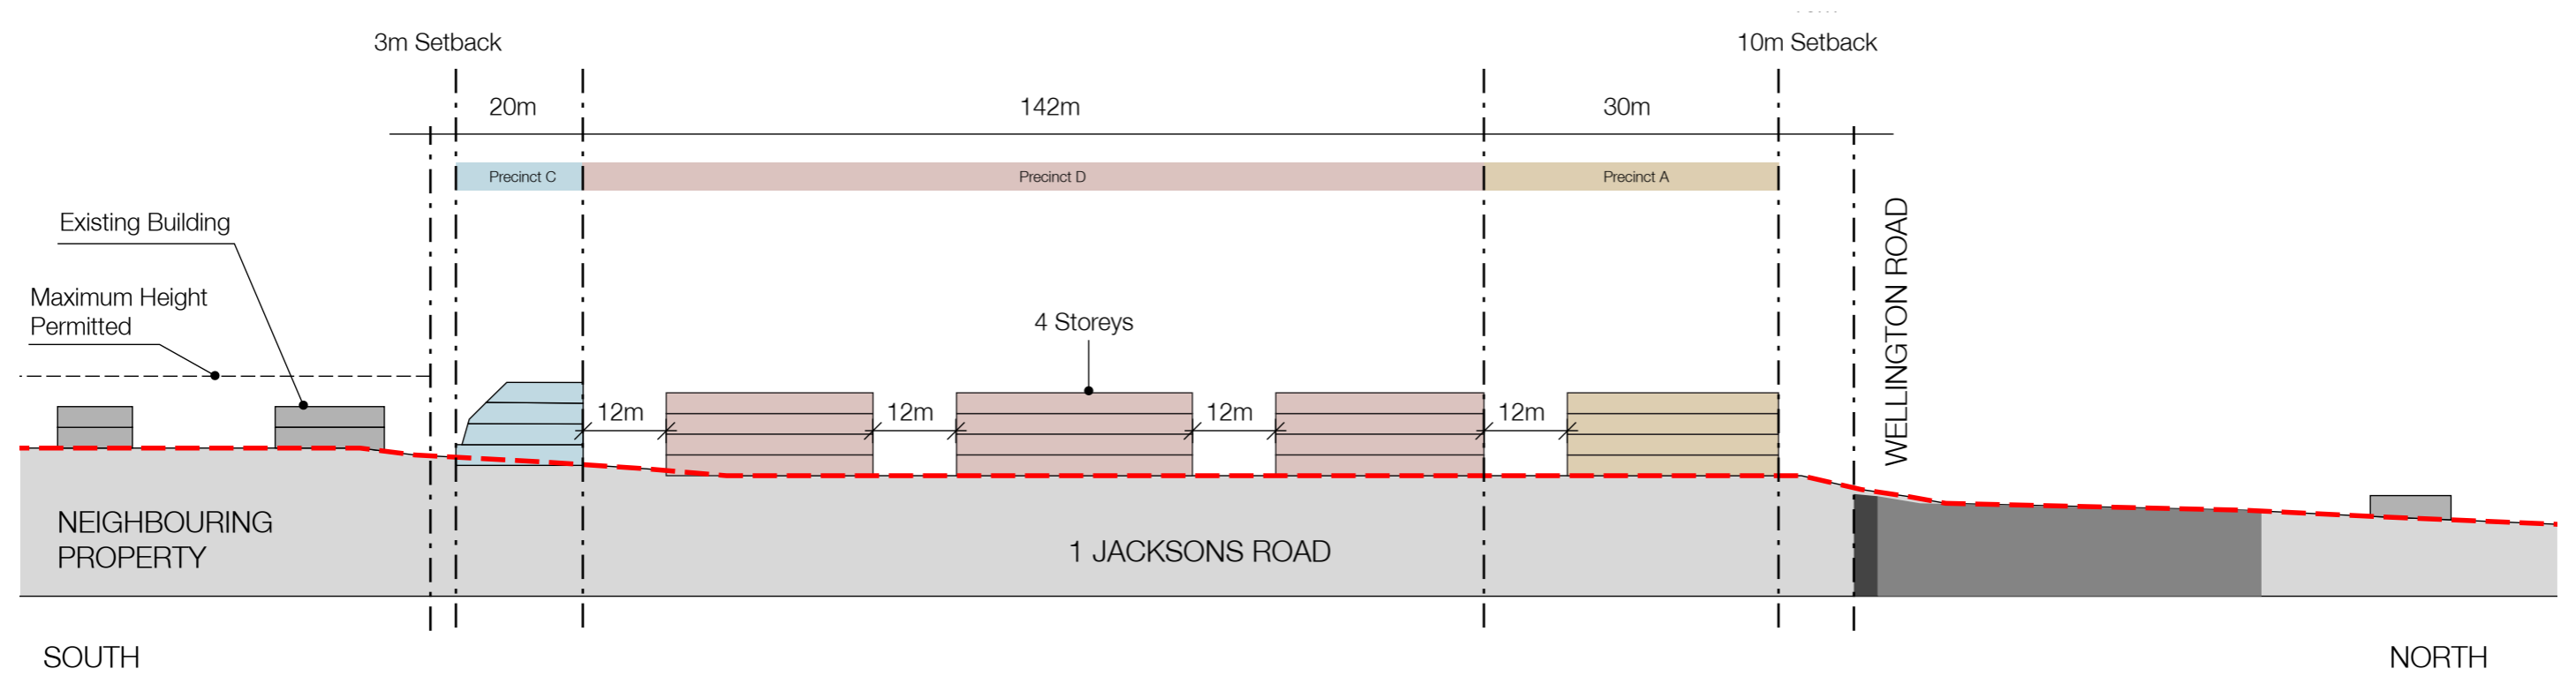 3m Setback
10m Setback
20m
142m
30m
Precinct C
Precinct D
Precinct A
Existing Building
Maximum Height
Permitted
4 Storeys
12m
12m
12m
12m
WELLINGTON ROAD
NEIGHBOURING
PROPERTY
1 JACKSONS ROAD
SOUTH
NORTH